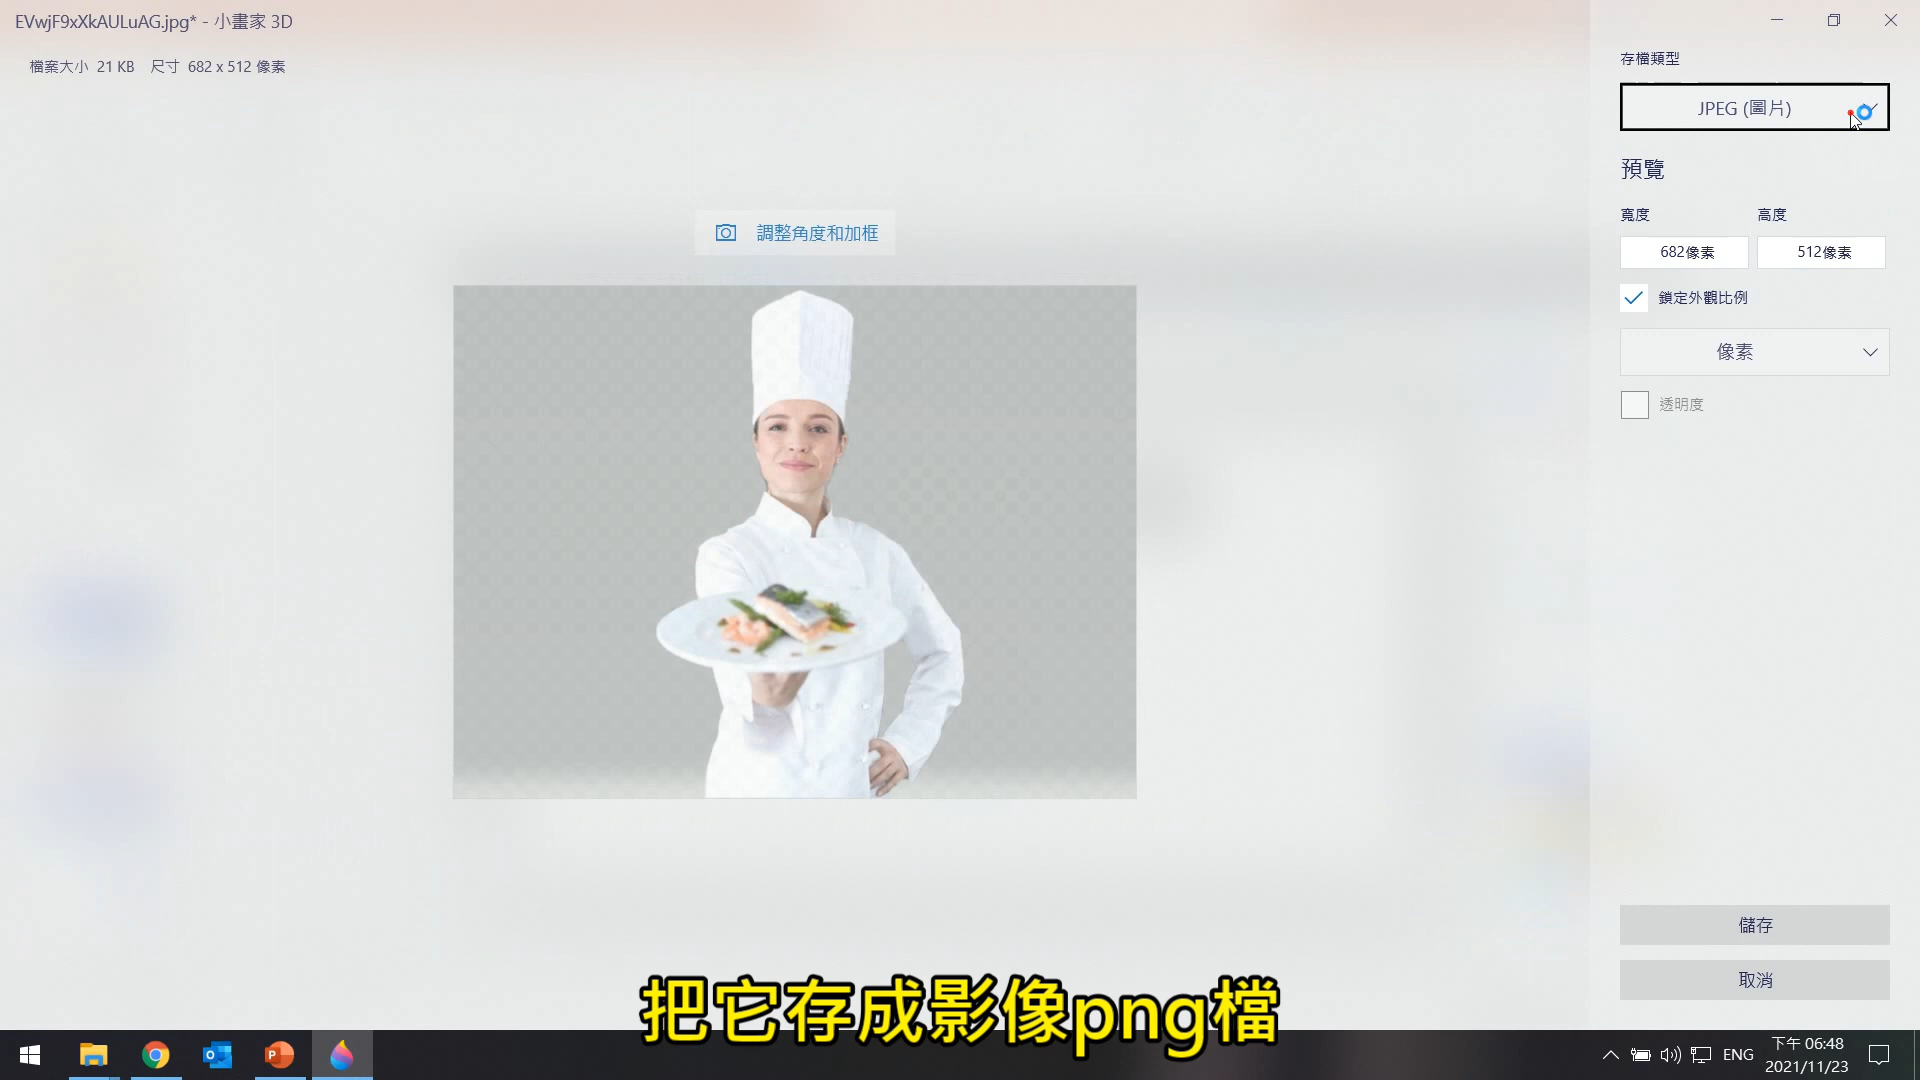 EVwjF9xXkAULuAG.jpg* - 小畫家 3D
檔案大小 21 KB 尺寸 682 x 512 像素
存檔類型
JPEG (圖片)
預覽
寬度 高度
682像素 512像素
鎖定外觀比例
像素
透明度
調整角度和加框
儲存
取消
把它存成影像png檔
ENG
下午 06:48
2021/11/23